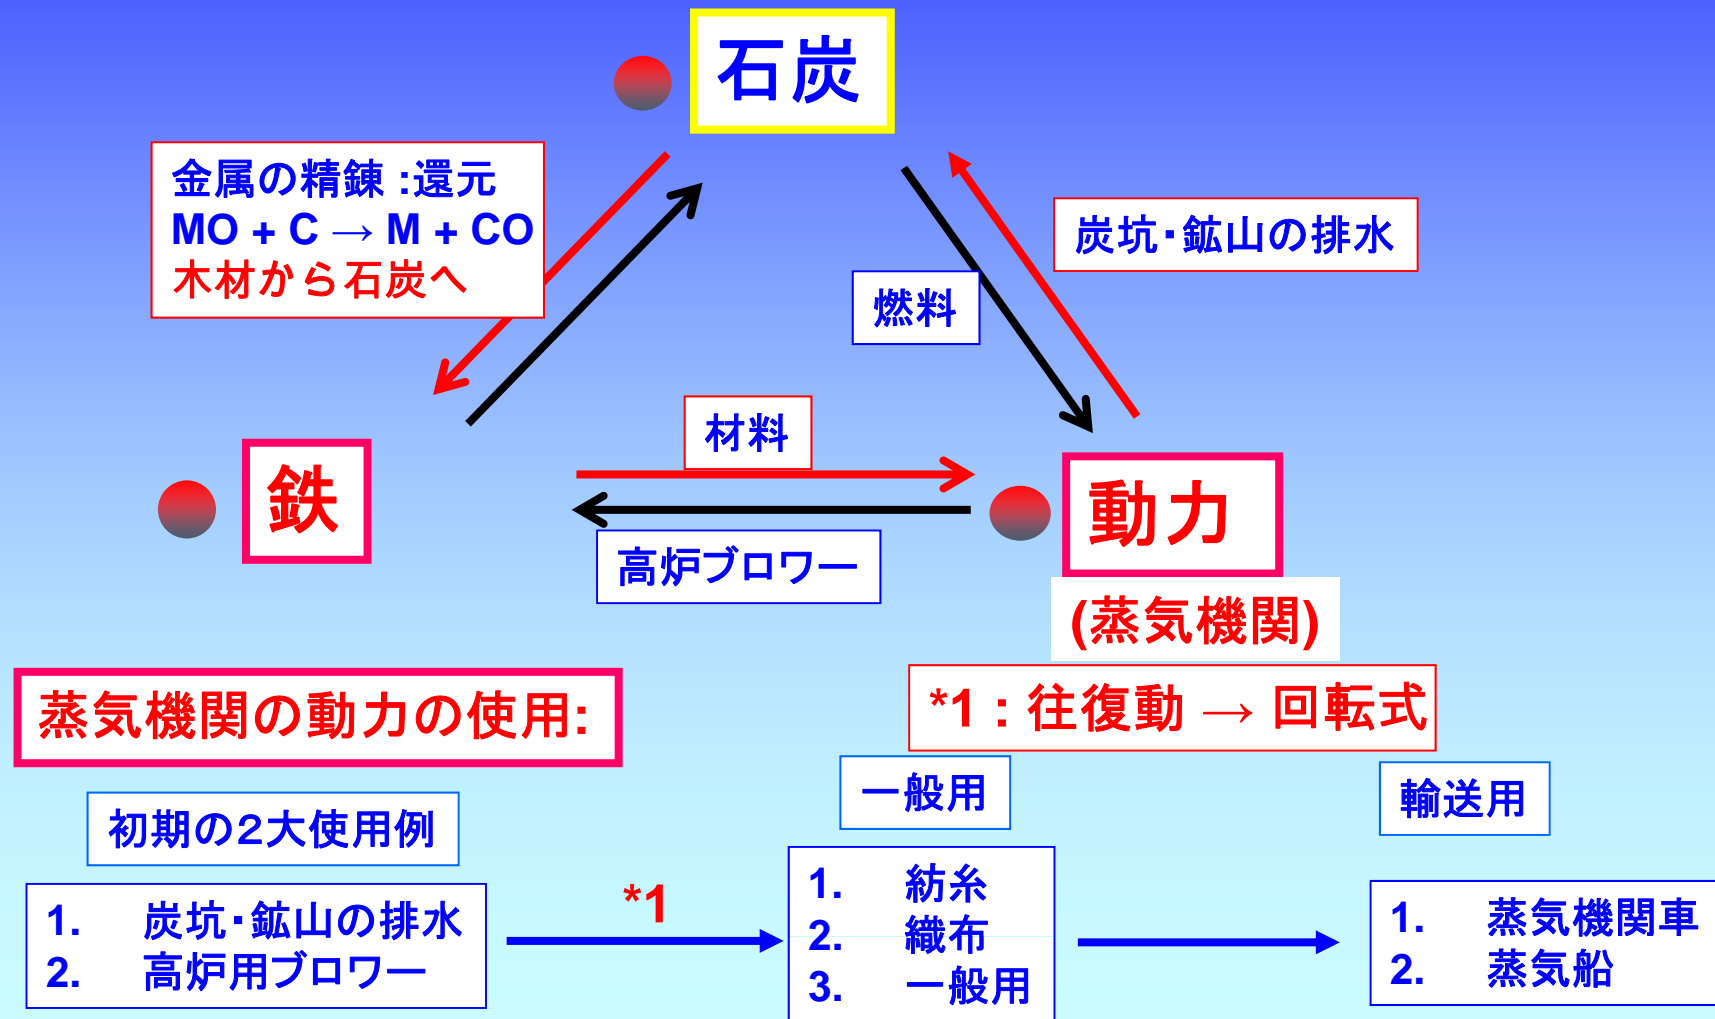 石炭
金属の精錬 :還元
MO + C → M + CO
木材から石炭へ
炭坑・鉱山の排水
燃料
材料
鉄
動力
高炉ブロワー
(蒸気機関)
蒸気機関の動力の使用:
*1 : 往復動 → 回転式
一般用
輸送用
初期の２大使用例
1. 炭坑・鉱山の排水
2. 高炉用ブロワー
*1
1. 紡糸
2. 織布
3. 一般用
1. 蒸気機関車
2. 蒸気船